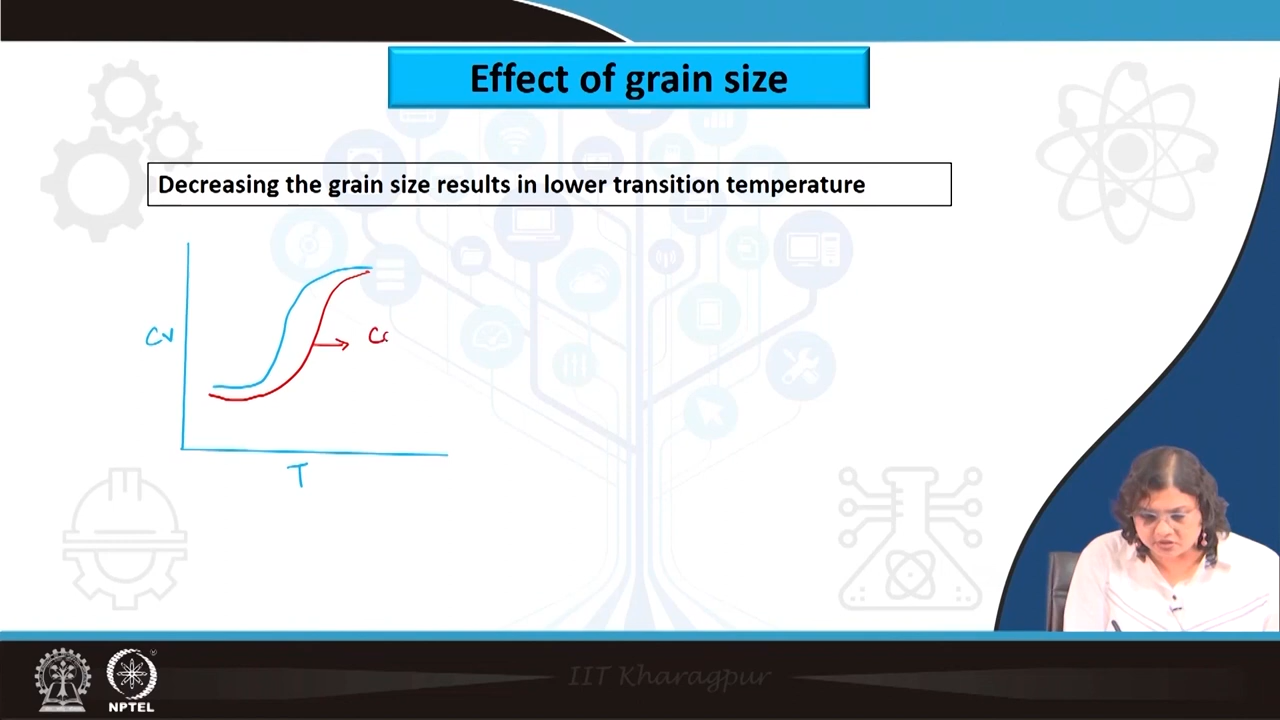 Effect of grain size
Decreasing the grain size results in lower transition temperature
CV
T
IIT Kharagpur
NPTEL